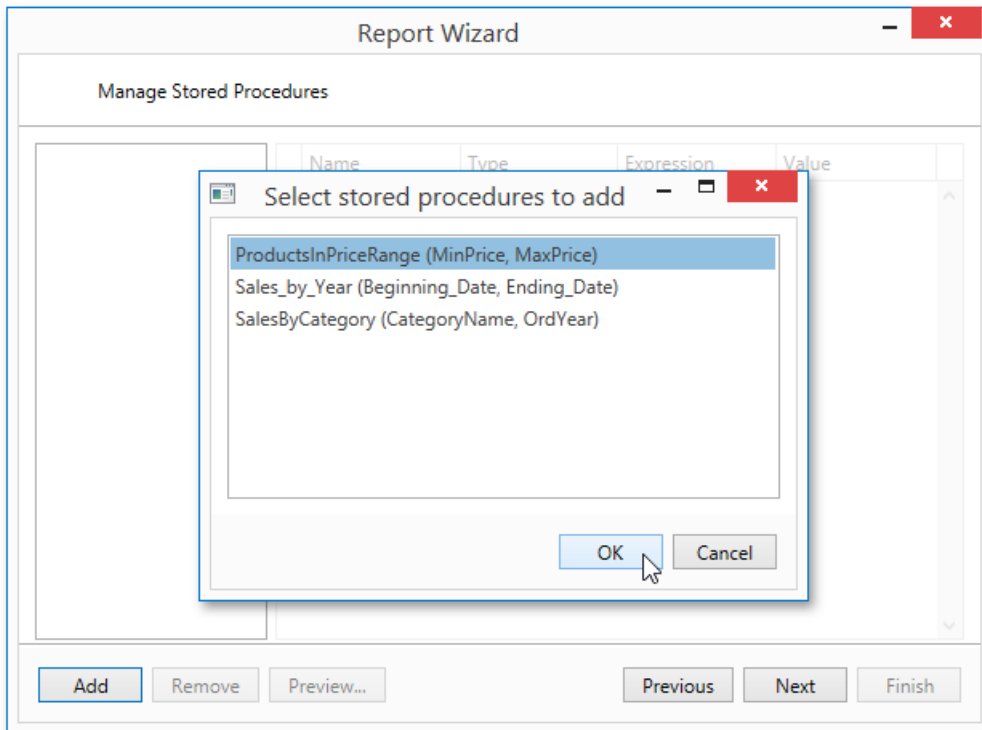 Report Wizard
Manage Stored Procedures
Name Type Expression Value
Select stored procedures to add
ProductsInPriceRange (MinPrice, MaxPrice)
Sales_by_Year (Beginning_Date, Ending_Date)
SalesByCategory (CategoryName, OrdYear)
OK Cancel
Add Remove Preview... Previous Next Finish